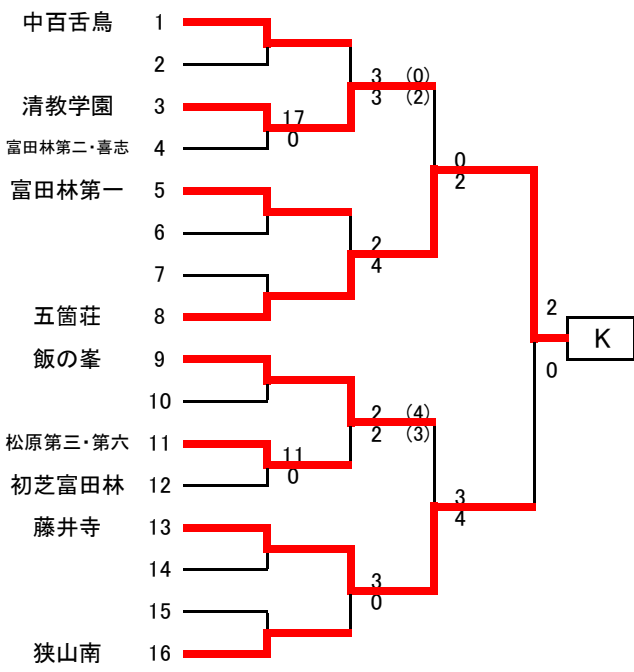 中百舌鳥 1
2
3 (0)
3 (2)
清教学園 3
17
0
富田林第二・喜志 4
0
2
富田林第一 5
6
2
4
7
五箇荘 8
2
K
0
飯の峯 9
10
2 (4)
2 (3)
松原第三・第六 11
11
0
初芝富田林 12
3
4
藤井寺 13
14
3
0
15
狭山南 16